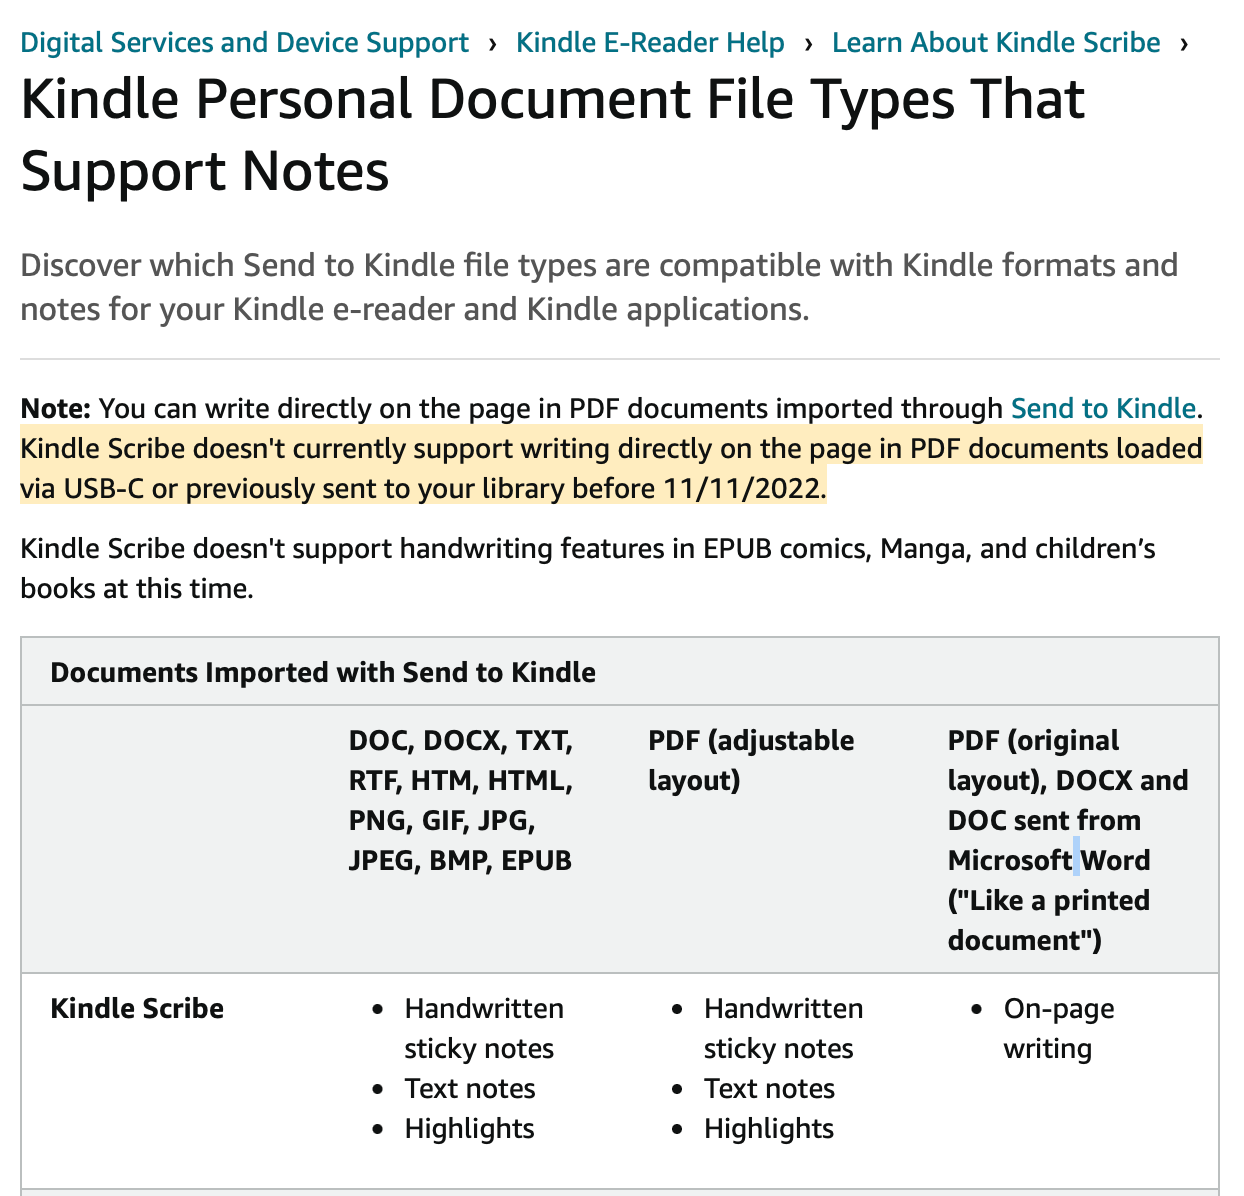 Digital Services and Device Support › Kindle E-Reader Help › Learn About Kindle Scribe ›
Kindle Personal Document File Types That
Support Notes
Discover which Send to Kindle file types are compatible with Kindle formats and
notes for your Kindle e-reader and Kindle applications.
Note: You can write directly on the page in PDF documents imported through Send to Kindle.
Kindle Scribe doesn't currently support writing directly on the page in PDF documents loaded
via USB-C or previously sent to your library before 11/11/2022.
Kindle Scribe doesn't support handwriting features in EPUB comics, Manga, and children’s
books at this time.
Documents Imported with Send to Kindle
DOC, DOCX, TXT,
RTF, HTM, HTML,
PNG, GIF, JPG,
JPEG, BMP, EPUB
PDF (adjustable
layout)
PDF (original
layout), DOCX and
DOC sent from
Microsoft Word
("Like a printed
document")
Kindle Scribe
• Handwritten
sticky notes
• Text notes
• Highlights
• Handwritten
sticky notes
• Text notes
• Highlights
• On-page
writing